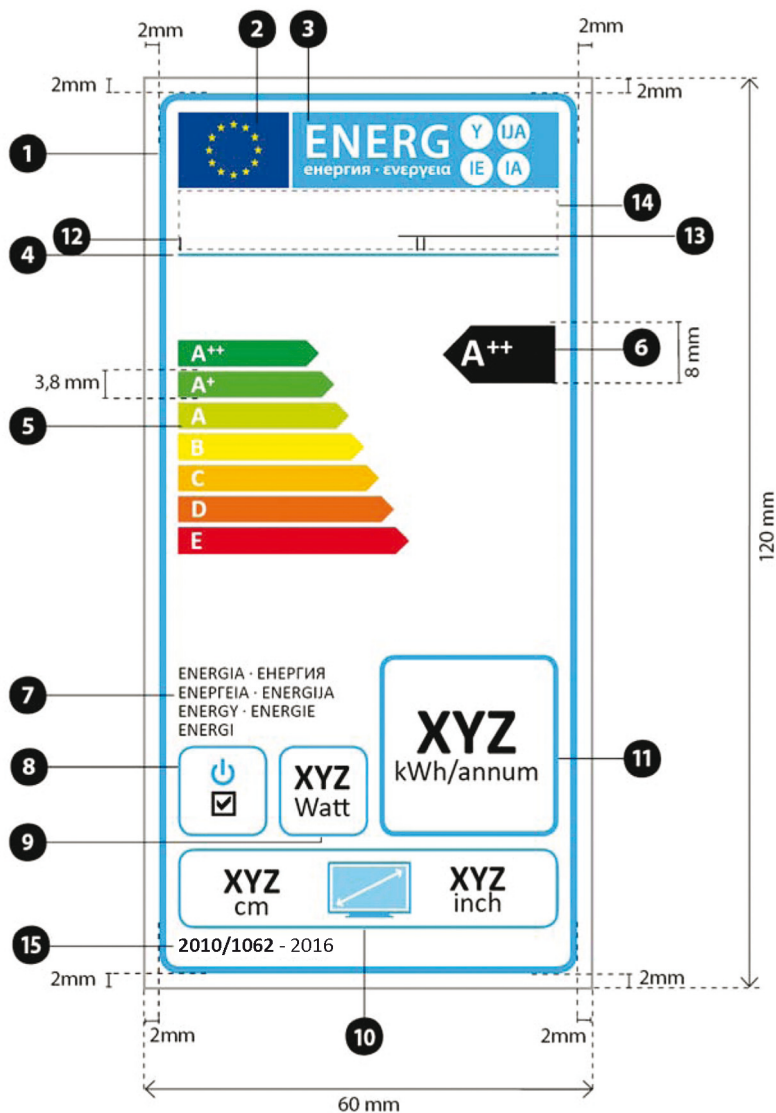 2mm
2
3
2mm
2mm
2mm
1
ENERG
Y IJA
IE IA
енергия · ενεργεια
14
12
13
4
A++
A++
6
8 mm
3,8 mm
A+
5
A
B
C
D
E
120 mm
7
ENERGIA · ЕНЕРГИЯ
ΕΝΕΡΓΕΙΑ · ENERGIJA
ENERGY · ENERGIE
ENERGI
XYZ
kWh/annum
11
8
XYZ
Watt
9
XYZ
cm
XYZ
inch
15
2010/1062 - 2016
2mm
2mm
2mm
10
2mm
60 mm